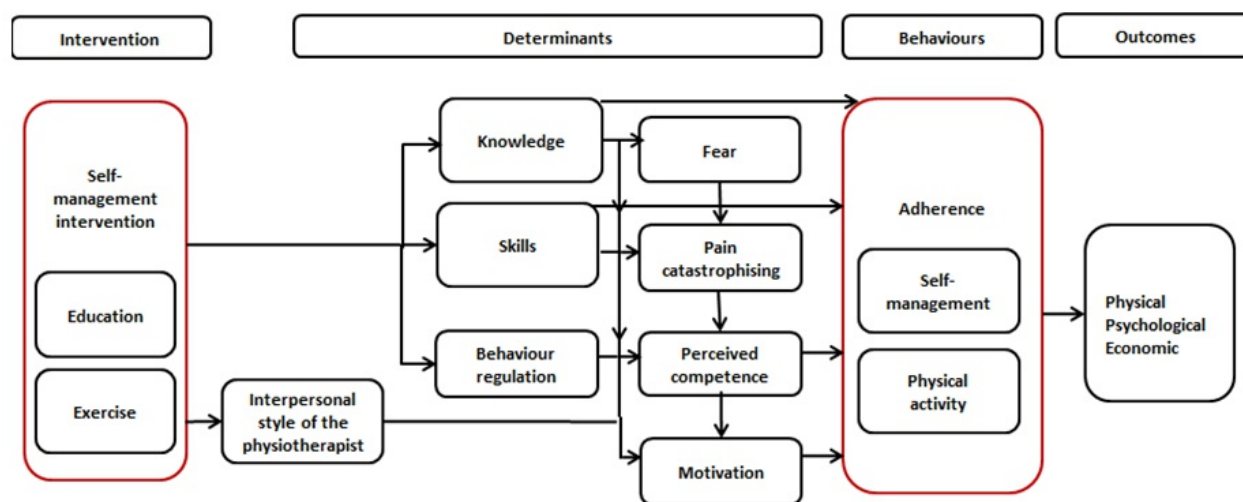 Intervention
Determinants
Behaviours
Outcomes
Self-
management
intervention
Education
Exercise
Interpersonal
style of the
physiotherapist
Knowledge
Skills
Behaviour
regulation
Fear
Pain
catastrophising
Perceived
competence
Motivation
Adherence
Self-
management
Physical
activity
Physical
Psychological
Economic